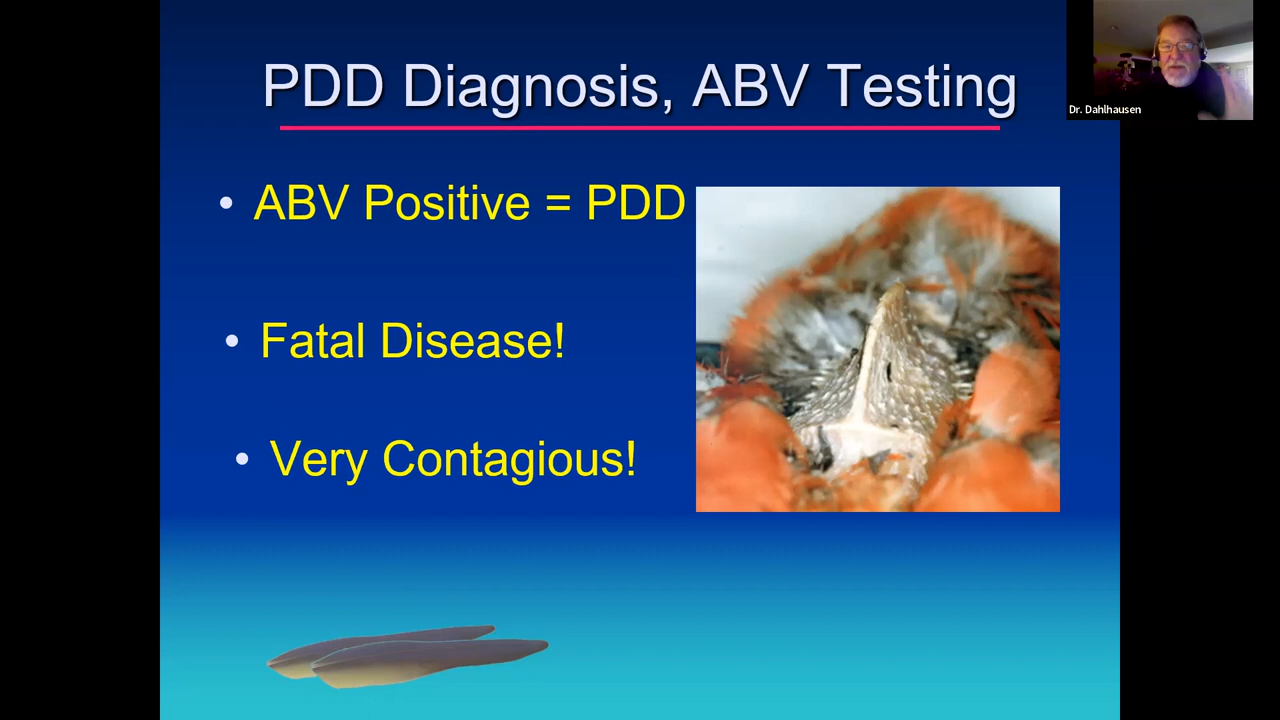 PDD Diagnosis, ABV Testing
Dr. Dahlhausen
• ABV Positive = PDD
• Fatal Disease!
• Very Contagious!